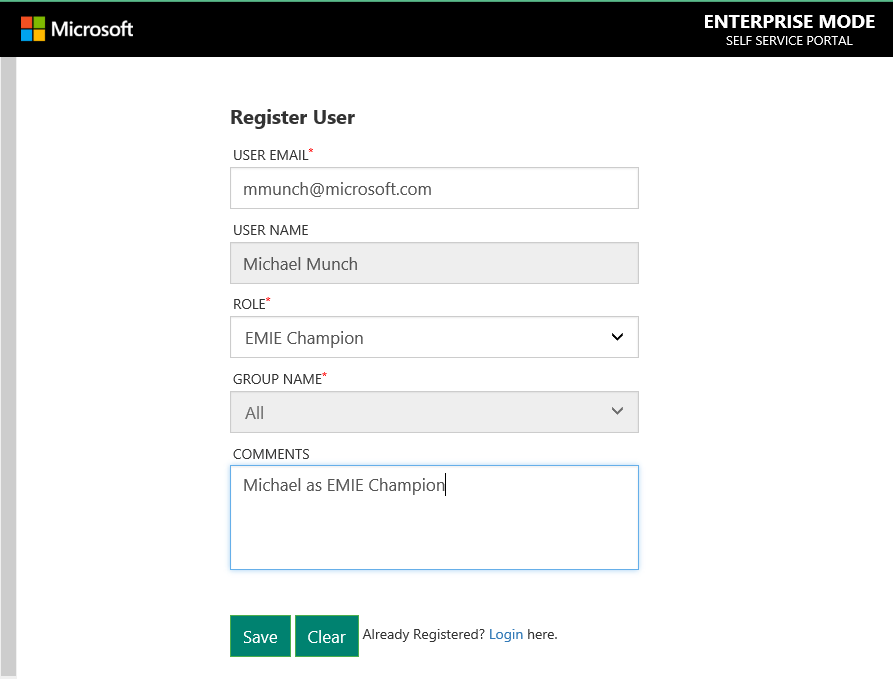 Microsoft
ENTERPRISE MODE
SELF SERVICE PORTAL
Register User
USER EMAIL*
mmunch@microsoft.com
USER NAME
Michael Munch
ROLE*
EMIE Champion
GROUP NAME*
All
COMMENTS
Michael as EMIE Champion
Save Clear Already Registered? Login here.